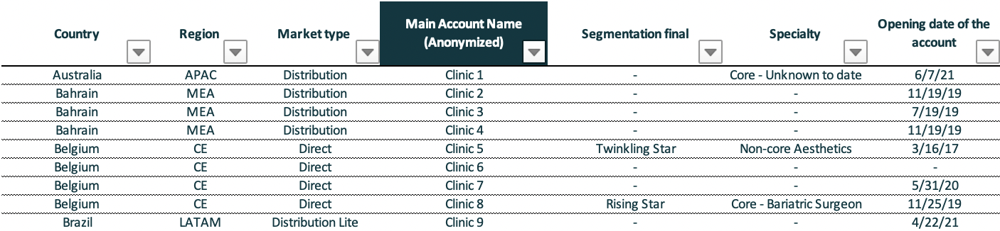 Country Region Market type Main Account Name (Anonymized) Segmentation final Specialty Opening date of the account
Australia APAC Distribution Clinic 1 - Core - Unknown to date 6/7/21
Bahrain MEA Distribution Clinic 2 - - 11/19/19
Bahrain MEA Distribution Clinic 3 - - 7/19/19
Bahrain MEA Distribution Clinic 4 - - 11/19/19
Belgium CE Direct Clinic 5 Twinkling Star Non-core Aesthetics 3/16/17
Belgium CE Direct Clinic 6 - - -
Belgium CE Direct Clinic 7 - - 5/31/20
Belgium CE Direct Clinic 8 Rising Star Core - Bariatric Surgeon 11/25/19
Brazil LATAM Distribution Lite Clinic 9 - - 4/22/21